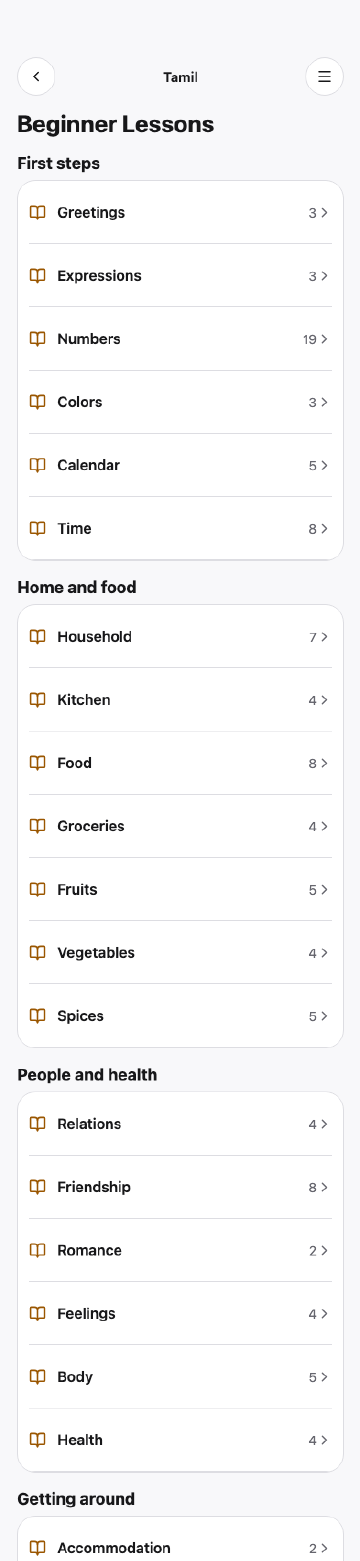 Tamil
Beginner Lessons
First steps
Greetings 3
Expressions 3
Numbers 19
Colors 3
Calendar 5
Time 8
Home and food
Household 7
Kitchen 4
Food 8
Groceries 4
Fruits 5
Vegetables 4
Spices 5
People and health
Relations 4
Friendship 8
Romance 2
Feelings 4
Body 5
Health 4
Getting around
Accommodation 2